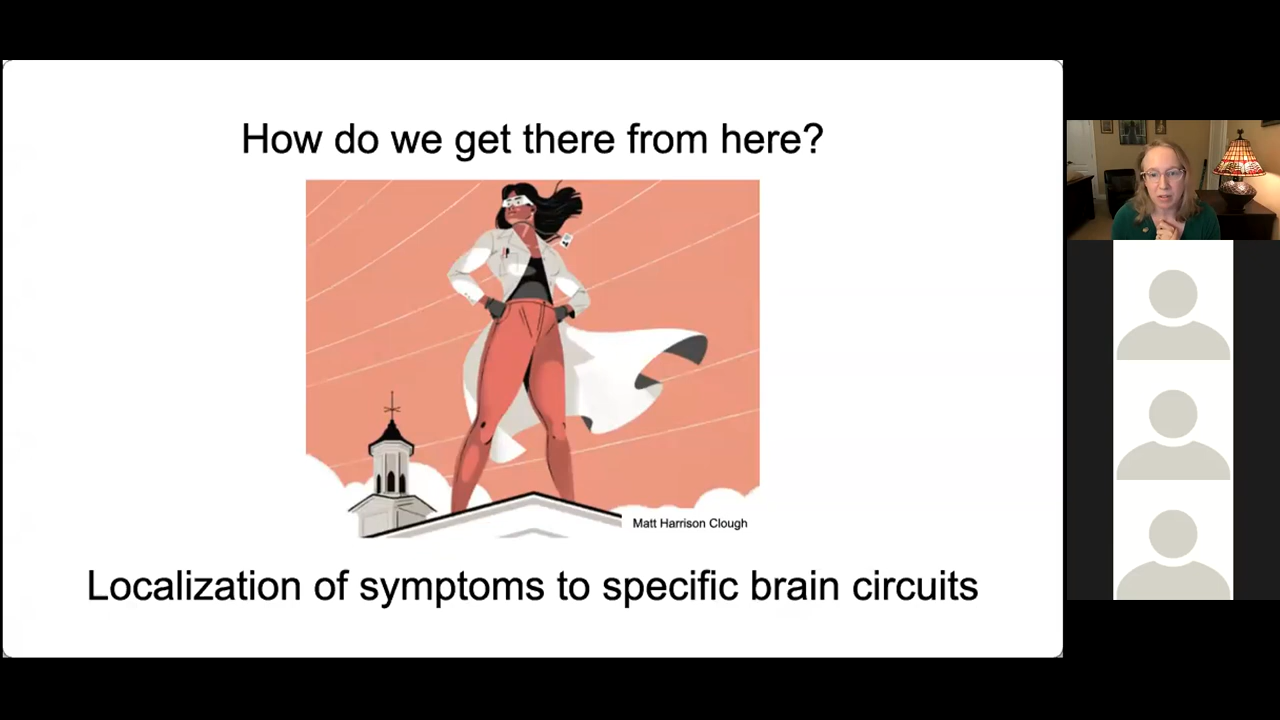 How do we get there from here?
Matt Harrison Clough
Localization of symptoms to specific brain circuits